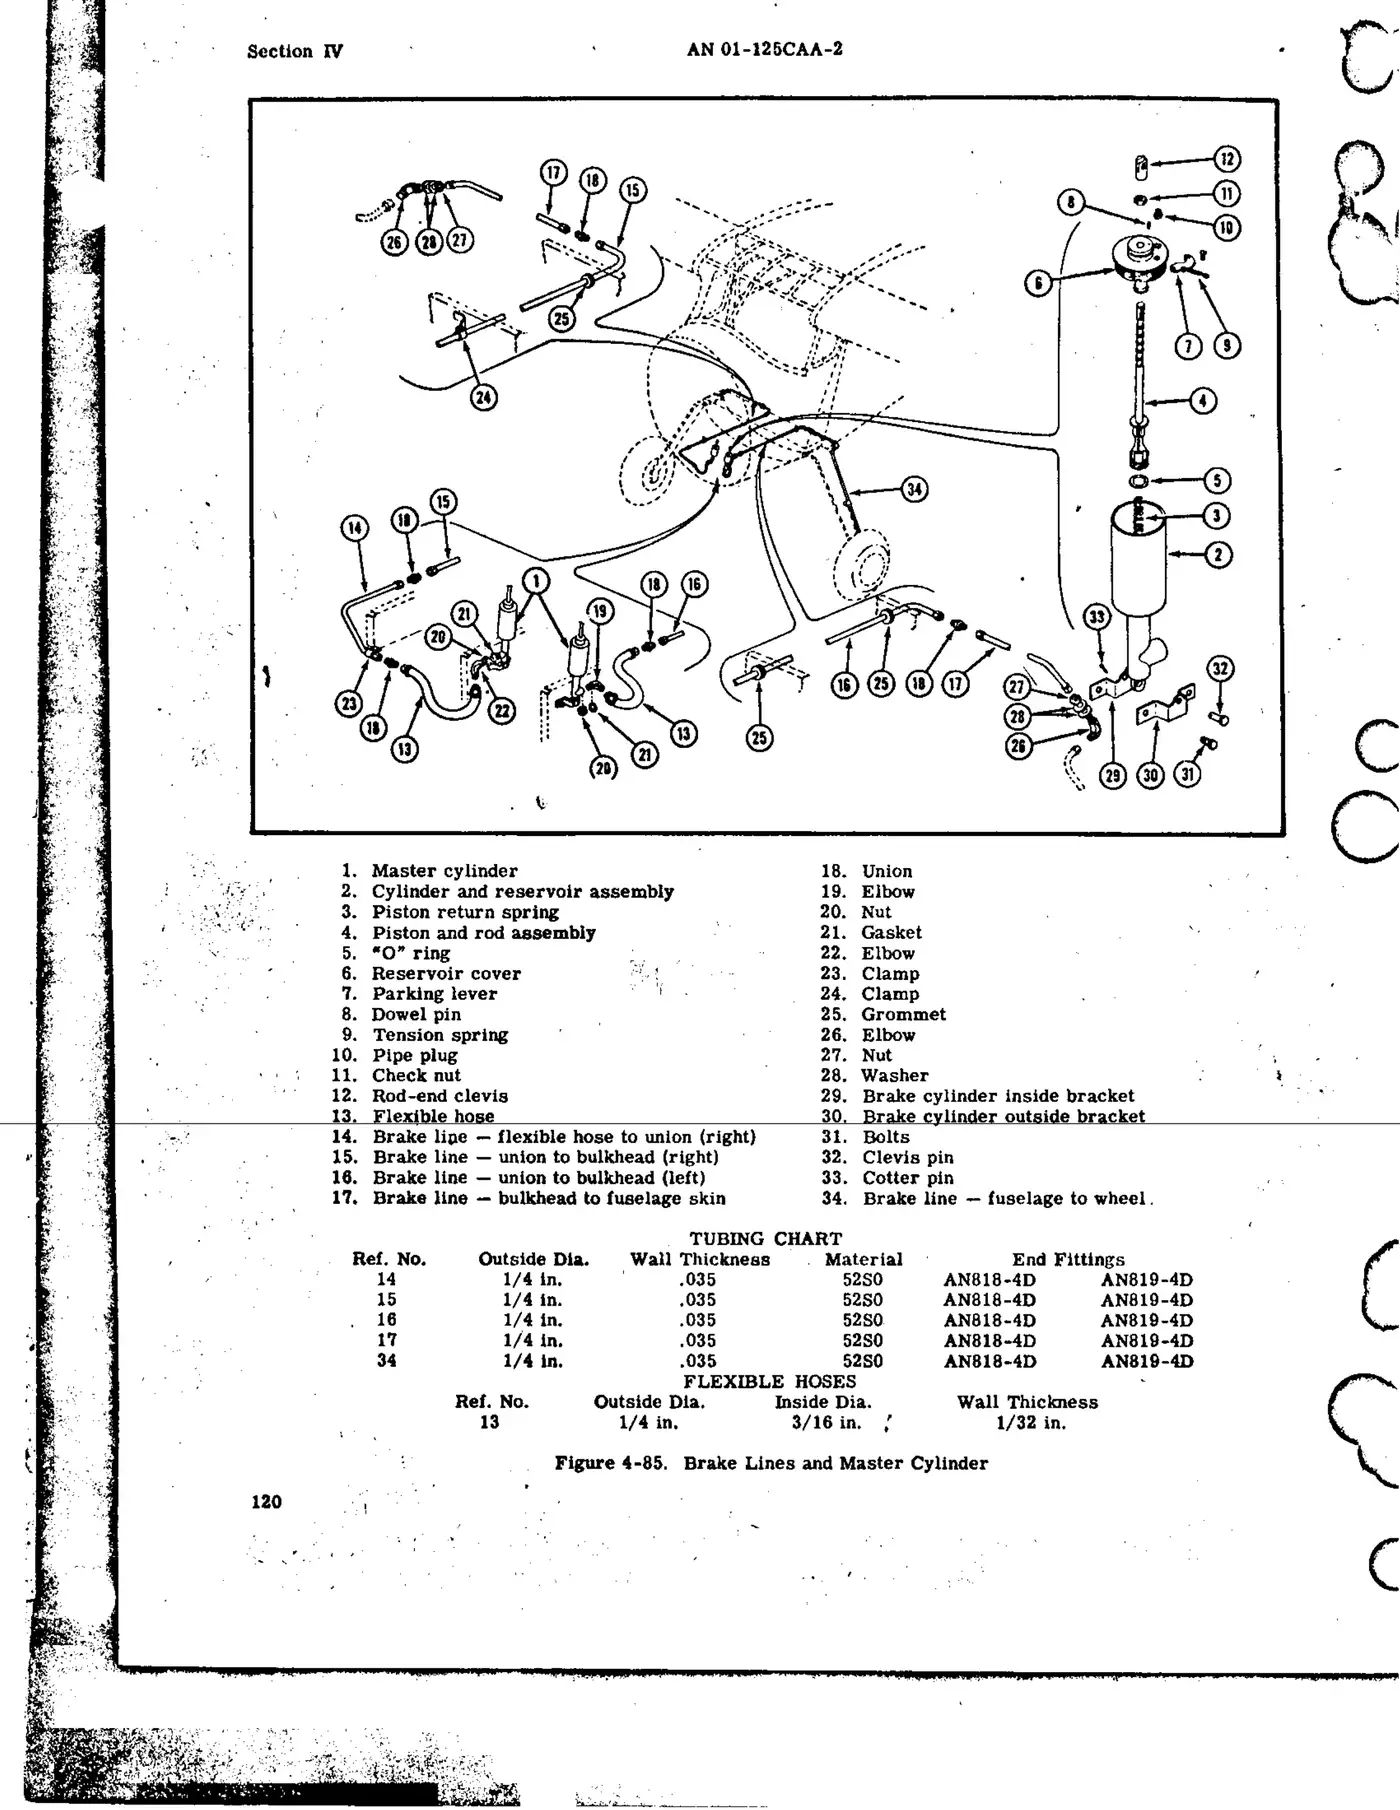 Section IV
AN 01-125CAA-2
17 18 15
26 28 27
25
24
12
11
8
10
6
7 9
4
5
3
2
34
14 18 15
1
21
20
19
18 16
23
18
13
22
20
21
13
25
16 25 18 17
27
28
26
33
32
29 30 31
1. Master cylinder
2. Cylinder and reservoir assembly
3. Piston return spring
4. Piston and rod assembly
5. "O" ring
6. Reservoir cover
7. Parking lever
8. Dowel pin
9. Tension spring
10. Pipe plug
11. Check nut
12. Rod-end clevis
13. Flexible hose
14. Brake line — flexible hose to union (right)
15. Brake line — union to bulkhead (right)
16. Brake line — union to bulkhead (left)
17. Brake line — bulkhead to fuselage skin
18. Union
19. Elbow
20. Nut
21. Gasket
22. Elbow
23. Clamp
24. Clamp
25. Grommet
26. Elbow
27. Nut
28. Washer
29. Brake cylinder inside bracket
30. Brake cylinder outside bracket
31. Bolts
32. Clevis pin
33. Cotter pin
34. Brake line — fuselage to wheel.
TUBING CHART
Ref. No. Outside Dia. Wall Thickness Material End Fittings
14 1/4 in. .035 52SO AN818-4D AN819-4D
15 1/4 in. .035 52SO AN818-4D AN819-4D
16 1/4 in. .035 52SO AN818-4D AN819-4D
17 1/4 in. .035 52SO AN818-4D AN819-4D
34 1/4 in. .035 52SO AN818-4D AN819-4D
FLEXIBLE HOSES
Ref. No. Outside Dia. Inside Dia. Wall Thickness
13 1/4 in. 3/16 in. 1/32 in.
Figure 4-85. Brake Lines and Master Cylinder
120